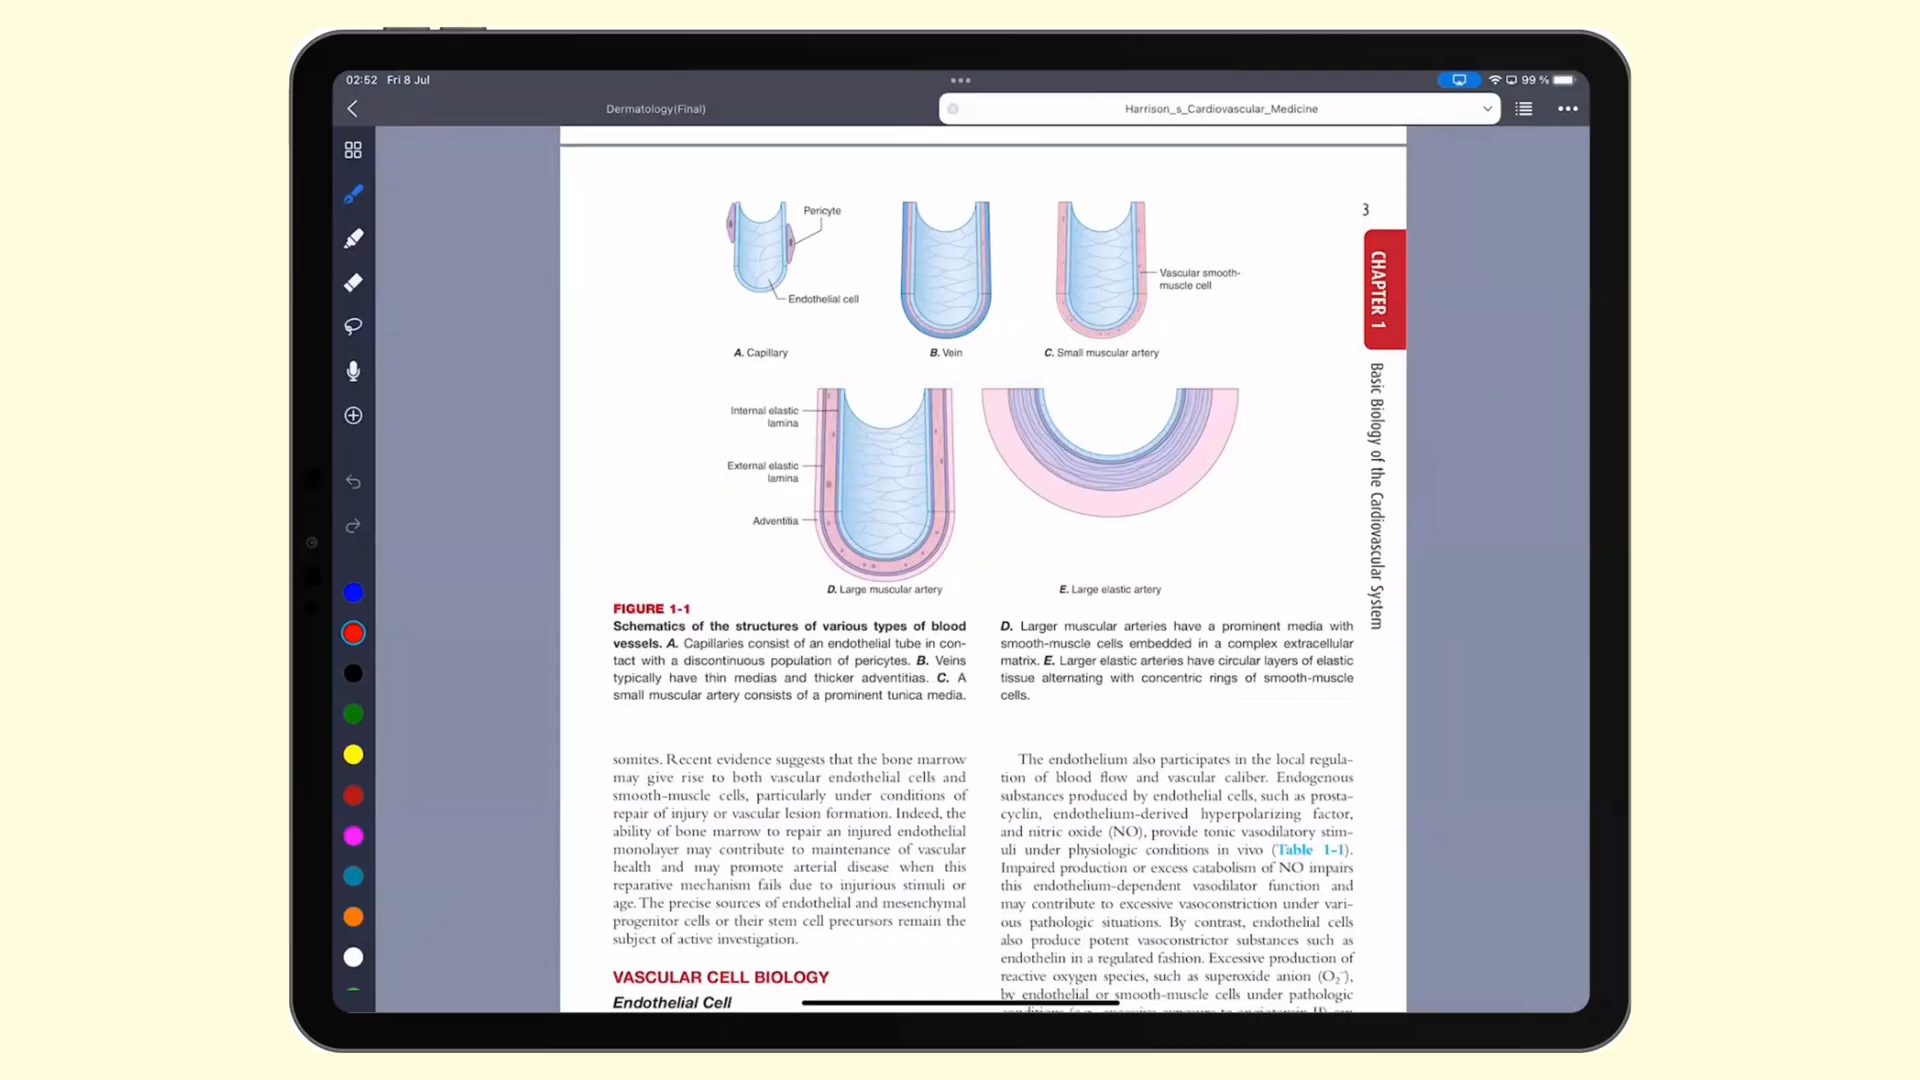 02:52 Fri 8 Jul
99 %
Dermatology(Final)
Harrison_s_Cardiovascular_Medicine
Pericyte
Endothelial cell
Vascular smooth-
muscle cell
A. Capillary
B. Vein
C. Small muscular artery
Internal elastic
lamina
External elastic
lamina
Adventitia
D. Large muscular artery
E. Large elastic artery
3
CHAPTER 1
Basic Biology of the Cardiovascular System
FIGURE 1-1
Schematics of the structures of various types of blood
vessels. A. Capillaries consist of an endothelial tube in con-
tact with a discontinuous population of pericytes. B. Veins
typically have thin medias and thicker adventitias. C. A
small muscular artery consists of a prominent tunica media.
D. Larger muscular arteries have a prominent media with
smooth-muscle cells embedded in a complex extracellular
matrix. E. Larger elastic arteries have circular layers of elastic
tissue alternating with concentric rings of smooth-muscle
cells.
somites. Recent evidence suggests that the bone marrow
may give rise to both vascular endothelial cells and
smooth-muscle cells, particularly under conditions of
repair of injury or vascular lesion formation. Indeed, the
ability of bone marrow to repair an injured endothelial
monolayer may contribute to maintenance of vascular
health and may promote arterial disease when this
reparative mechanism fails due to injurious stimuli or
age. The precise sources of endothelial and mesenchymal
progenitor cells or their stem cell precursors remain the
subject of active investigation.
VASCULAR CELL BIOLOGY
Endothelial Cell
The endothelium also participates in the local regula-
tion of blood flow and vascular caliber. Endogenous
substances produced by endothelial cells, such as prosta-
cyclin, endothelium-derived hyperpolarizing factor,
and nitric oxide (NO), provide tonic vasodilatory stim-
uli under physiologic conditions in vivo (Table 1-1).
Impaired production or excess catabolism of NO impairs
this endothelium-dependent vasodilator function and
may contribute to excessive vasoconstriction under vari-
ous pathologic situations. By contrast, endothelial cells
also produce potent vasoconstrictor substances such as
endothelin in a regulated fashion. Excessive production of
reactive oxygen species, such as superoxide anion (O₂⁻),
by endothelial or smooth-muscle cells under pathologic